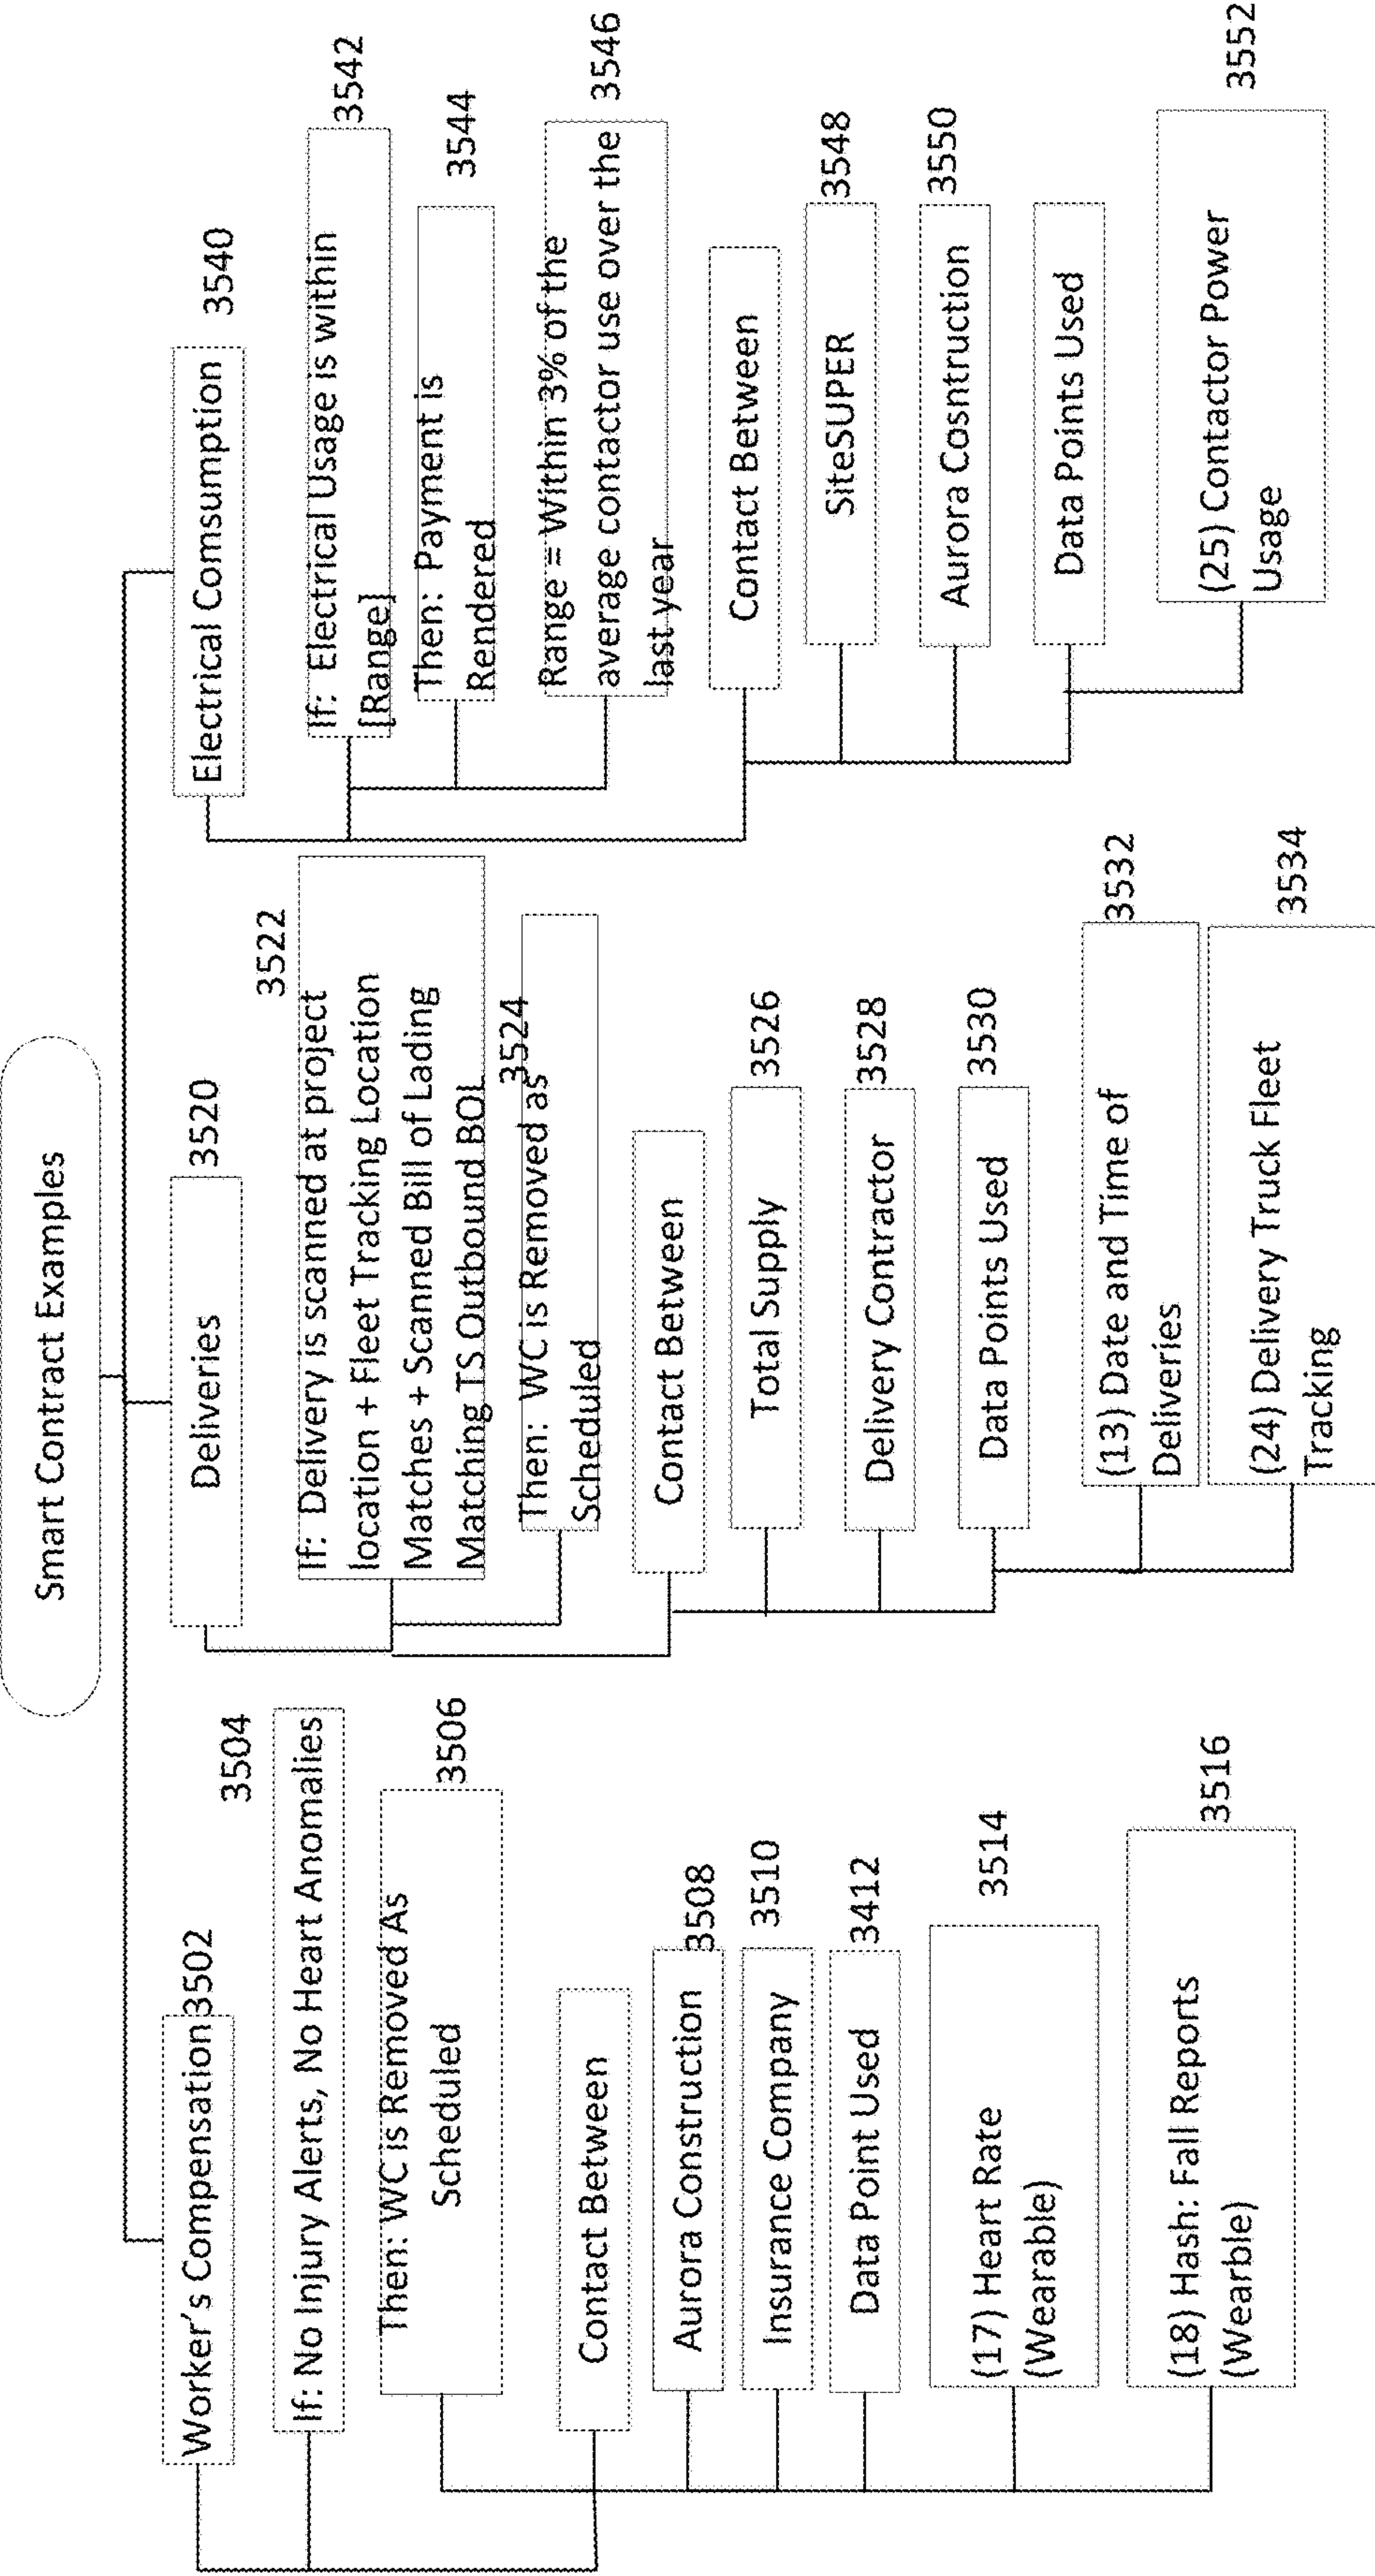 Smart Contract Examples
Worker's Compensation
3502
3504
If: No Injury Alerts, No Heart Anomalies
Then: WC is Removed As
Scheduled
3506
Contact Between
Aurora Construction
3508
Insurance Company
3510
Data Point Used
3412
(17) Heart Rate
(Wearable)
3514
(18) Hash: Fall Reports
(Wearble)
3516
Deliveries
3520
3522
If: Delivery is scanned at project
location + Fleet Tracking Location
Matches + Scanned Bill of Lading
Matching TS Outbound BOL
3524
Then: WC is Removed as
Scheduled
Contact Between
Total Supply
3526
Delivery Contractor
3528
Data Points Used
3530
(13) Date and Time of
Deliveries
3532
(24) Delivery Truck Fleet
Tracking
3534
Electrical Comsumption
3540
If: Electrical Usage is within
[Range]
3542
Then: Payment is
Rendered
3544
Range = Within 3% of the
average contactor use over the
last year
3546
Contact Between
SiteSUPER
3548
Aurora Cosntruction
3550
Data Points Used
(25) Contactor Power
Usage
3552